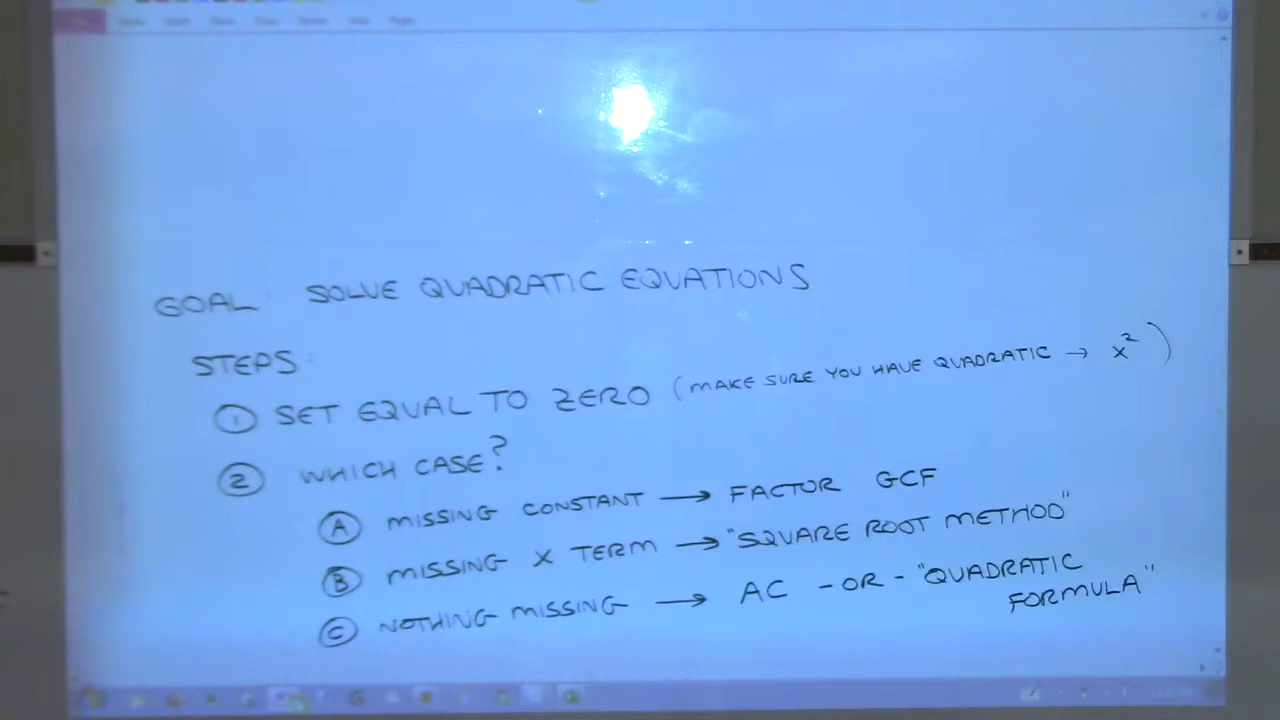 GOAL: SOLVE QUADRATIC EQUATIONS
STEPS:
① SET EQUAL TO ZERO (MAKE SURE YOU HAVE QUADRATIC → x²)
② WHICH CASE?
Ⓐ MISSING CONSTANT → FACTOR GCF
Ⓑ MISSING X TERM → "SQUARE ROOT METHOD"
Ⓒ NOTHING MISSING → AC -OR- "QUADRATIC
FORMULA"